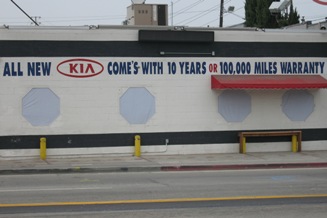 ALL NEW KIA COME'S WITH 10 YEARS OR 100,000 MILES WARRANTY